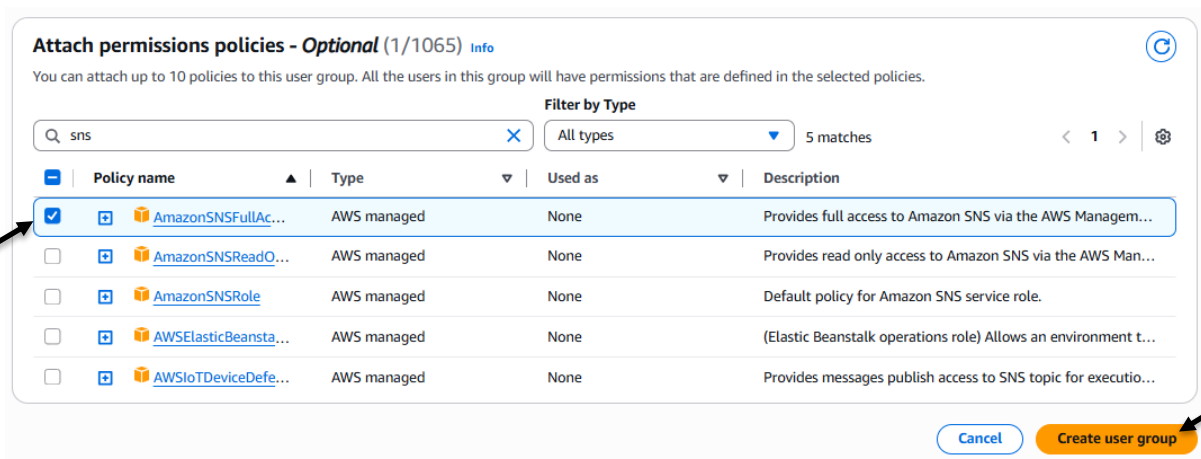 Attach permissions policies - Optional (1/1065) Info
You can attach up to 10 policies to this user group. All the users in this group will have permissions that are defined in the selected policies.
Filter by Type
sns All types 5 matches 1
Policy name Type Used as Description
AmazonSNSFullAc... AWS managed None Provides full access to Amazon SNS via the AWS Managem...
AmazonSNSReadO... AWS managed None Provides read only access to Amazon SNS via the AWS Man...
AmazonSNSRole AWS managed None Default policy for Amazon SNS service role.
AWSElasticBeansta... AWS managed None (Elastic Beanstalk operations role) Allows an environment t...
AWSIoTDeviceDefe... AWS managed None Provides messages publish access to SNS topic for executio...
Cancel Create user group